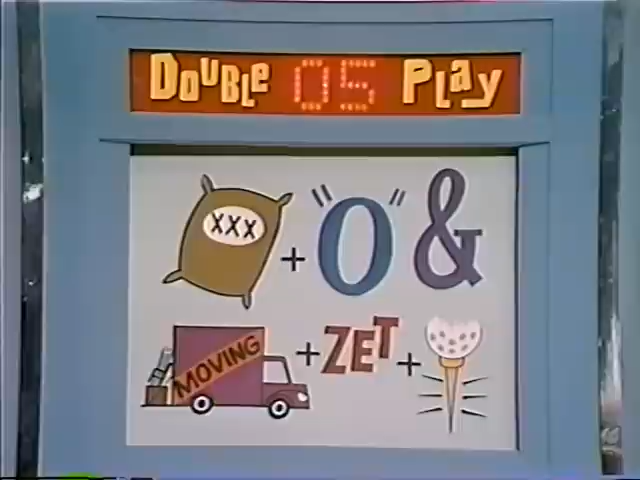 DOUBLE 05 PLAY
XXX + "O" &
MOVING + ZET +